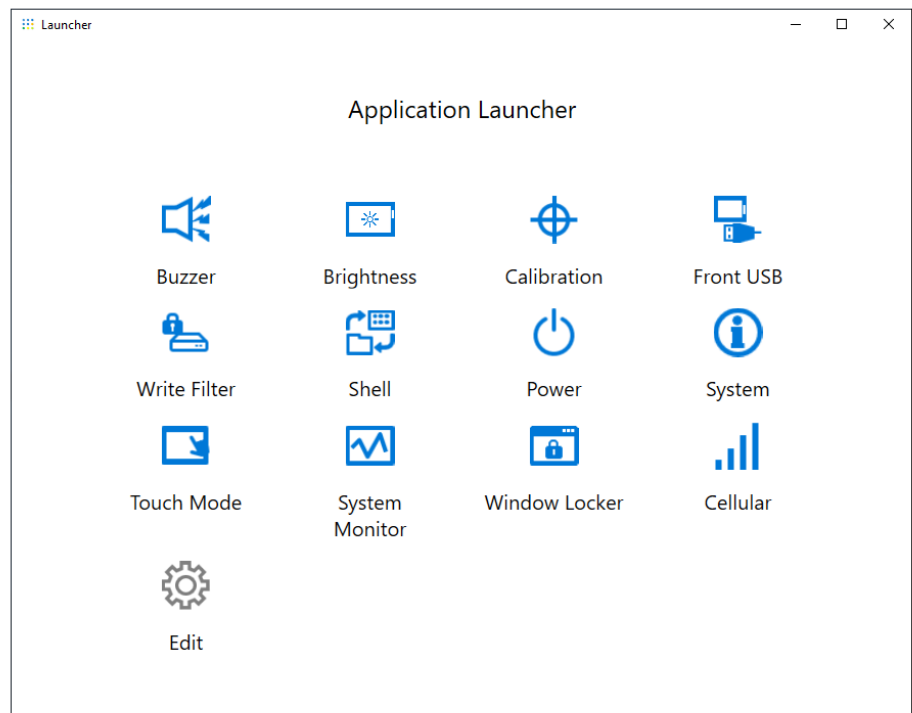 Launcher
Application Launcher
Buzzer
Brightness
Calibration
Front USB
Write Filter
Shell
Power
System
Touch Mode
System
Monitor
Window Locker
Cellular
Edit